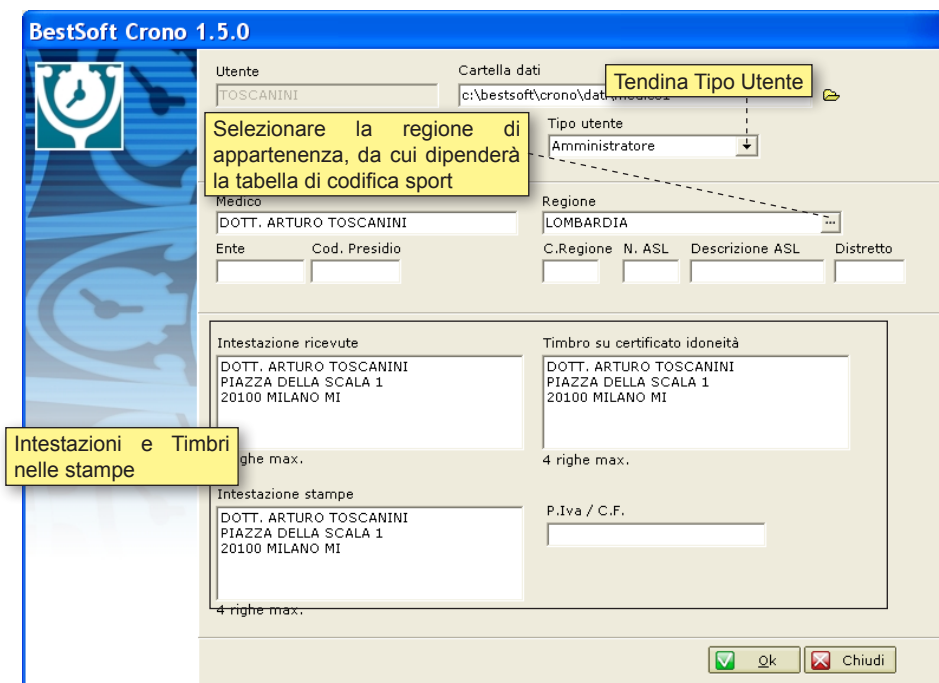 BestSoft Crono 1.5.0
Utente
Cartella dati
TOSCANINI
c:\bestsoft\crono\dati
Tendina Tipo Utente
Tipo utente
Amministratore
Selezionare la regione di
appartenenza, da cui dipenderà
la tabella di codifica sport
Medico
Regione
DOTT. ARTURO TOSCANINI
LOMBARDIA
...
Ente
Cod. Presidio
C.Regione
N. ASL
Descrizione ASL
Distretto
Intestazione ricevute
Timbro su certificato idoneità
DOTT. ARTURO TOSCANINI
PIAZZA DELLA SCALA 1
20100 MILANO MI
DOTT. ARTURO TOSCANINI
PIAZZA DELLA SCALA 1
20100 MILANO MI
Intestazioni e Timbri
nelle stampe
ghe max.
4 righe max.
Intestazione stampe
P.Iva / C.F.
DOTT. ARTURO TOSCANINI
PIAZZA DELLA SCALA 1
20100 MILANO MI
4 righe max.
Ok
Chiudi